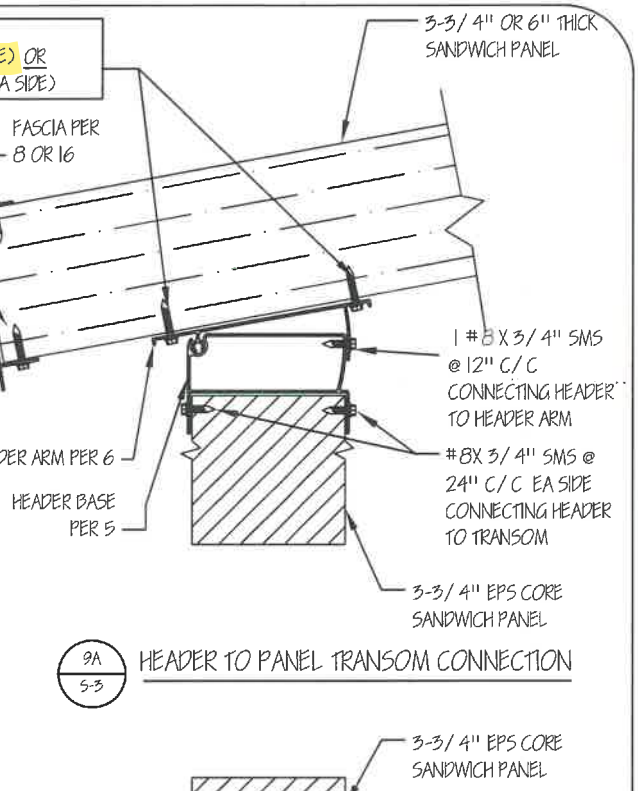 3-3/4" OR 6" THICK
SANDWICH PANEL
E) OR
A SIDE)
FASCIA PER
8 OR 16
1 #8 X 3/4" SMS
@ 12" C/C
CONNECTING HEADER
TO HEADER ARM
DER ARM PER 6
HEADER BASE
PER 5
#8X 3/4" SMS @
24" C/C EA SIDE
CONNECTING HEADER
TO TRANSOM
3-3/4" EPS CORE
SANDWICH PANEL
9A
S-3
HEADER TO PANEL TRANSOM CONNECTION
3-3/4" EPS CORE
SANDWICH PANEL